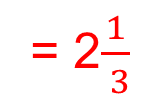 = 2 1/3